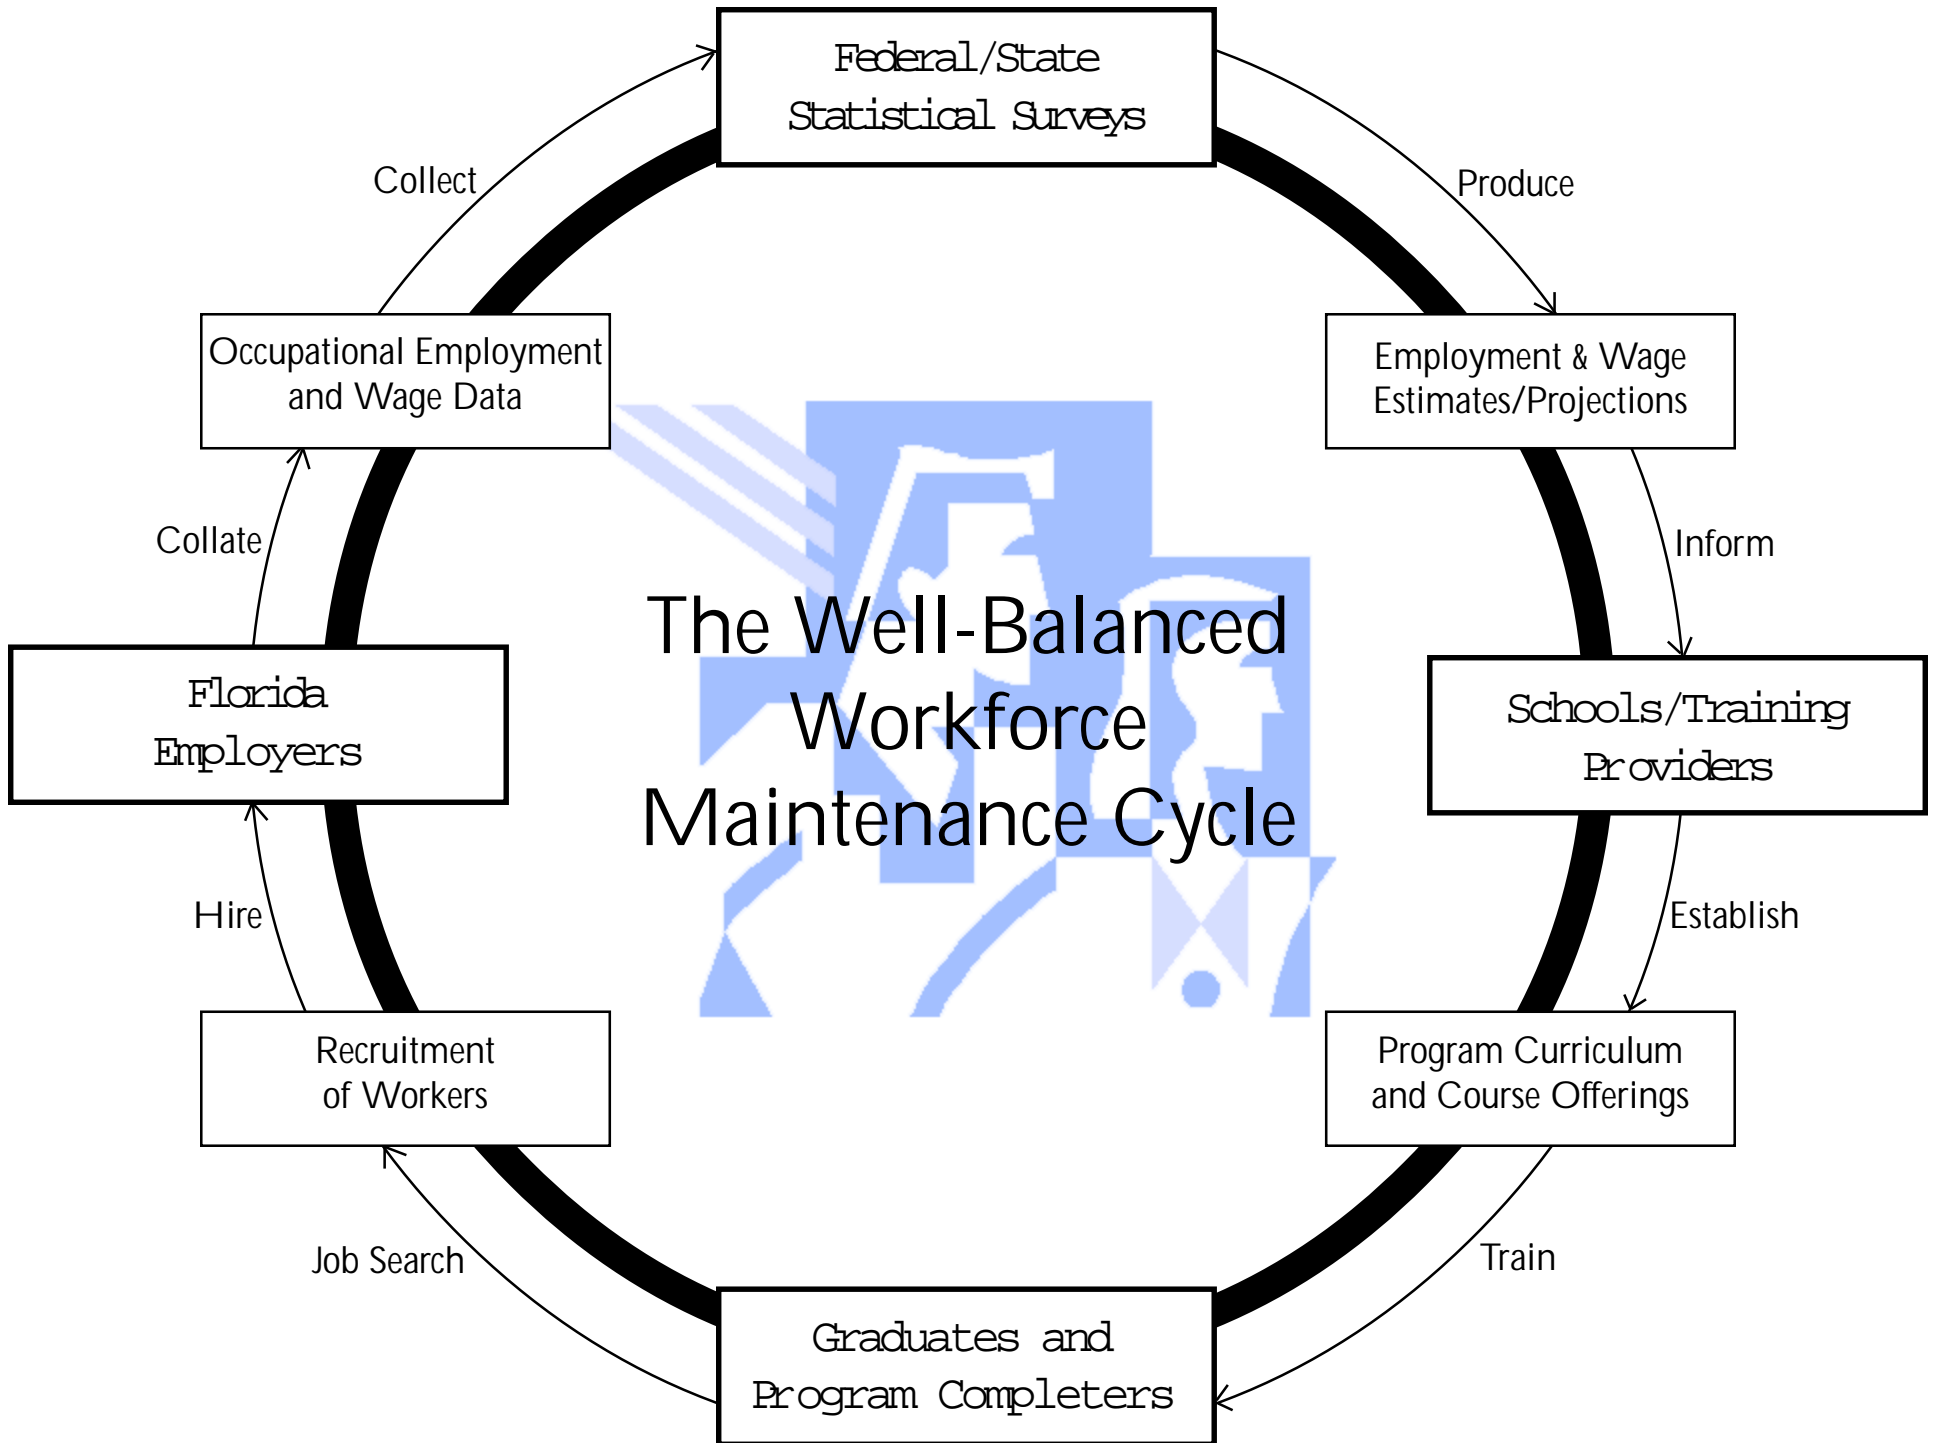 Federal/State
Statistical Surveys
Collect
Produce
Occupational Employment
and Wage Data
Employment & Wage
Estimates/Projections
Collate
Inform
The Well-Balanced
Workforce
Maintenance Cycle
Florida
Employers
Schools/Training
Providers
Hire
Establish
Recruitment
of Workers
Program Curriculum
and Course Offerings
Job Search
Train
Graduates and
Program Completers